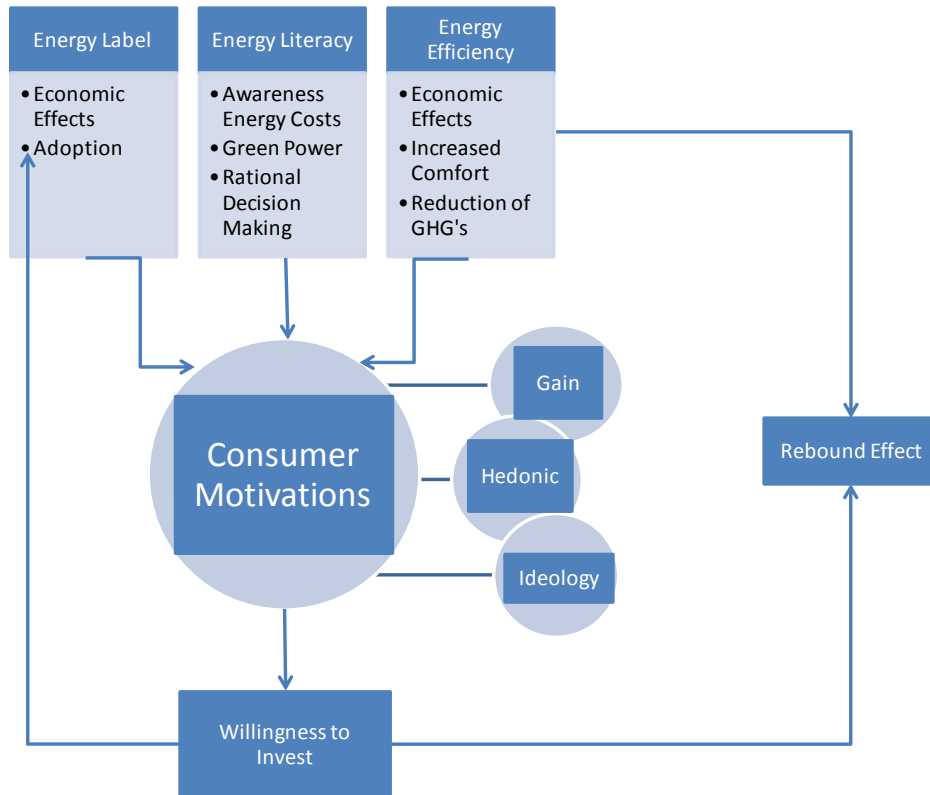 Energy Label
• Economic
Effects
• Adoption
Energy Literacy
• Awareness
Energy Costs
• Green Power
• Rational
Decision
Making
Energy
Efficiency
• Economic
Effects
• Increased
Comfort
• Reduction of
GHG's
Consumer
Motivations
Gain
Hedonic
Ideology
Rebound Effect
Willingness to
Invest